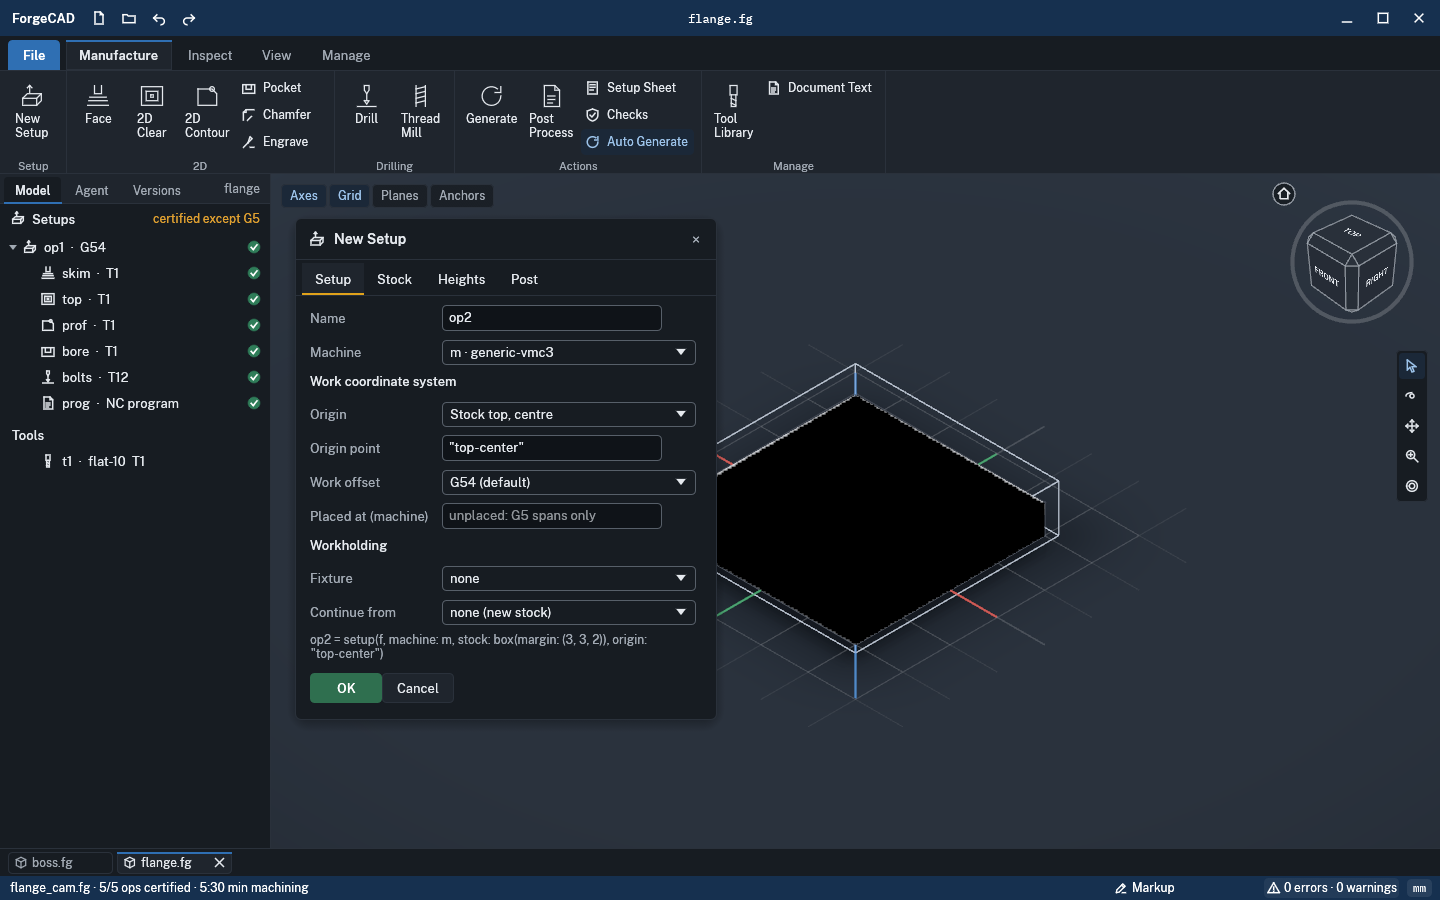 ForgeCAD
flange.fg
File
Manufacture
Inspect
View
Manage
New Setup
Face
2D Clear
2D Contour
Pocket
Chamfer
Engrave
Drill
Thread Mill
Generate
Post Process
Setup Sheet
Checks
Auto Generate
Tool Library
Document Text
Setup
2D
Drilling
Actions
Manage
Model
Agent
Versions
flange
Axes
Grid
Planes
Anchors
Setups
certified except G5
op1 · G54
skim · T1
top · T1
prof · T1
bore · T1
bolts · T12
prog · NC program
Tools
t1 · flat-10 T1
New Setup
×
Setup
Stock
Heights
Post
Name
op2
Machine
m · generic-vmc3
Work coordinate system
Origin
Stock top, centre
Origin point
"top-center"
Work offset
G54 (default)
Placed at (machine)
unplaced: G5 spans only
Workholding
Fixture
none
Continue from
none (new stock)
op2 = setup(f, machine: m, stock: box(margin: (3, 3, 2)), origin:
"top-center")
OK
Cancel
TOP
FRONT
RIGHT
boss.fg
flange.fg
flange_cam.fg · 5/5 ops certified · 5:30 min machining
Markup
0 errors · 0 warnings
mm